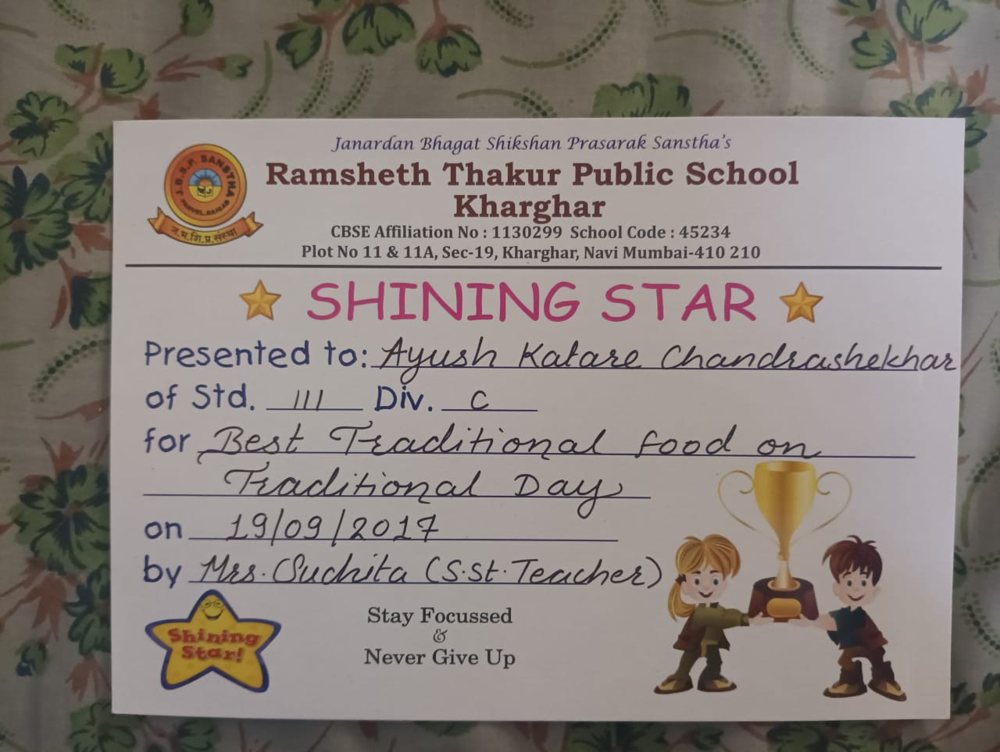 Janardan Bhagat Shikshan Prasarak Sanstha's
Ramsheth Thakur Public School
Kharghar
CBSE Affiliation No : 1130299 School Code : 45234
Plot No 11 & 11A, Sec-19, Kharghar, Navi Mumbai-410 210
J.B.S.P. SANSTHA
PANVEL, RAIGAD
ज.भ.शि.प्र.संस्था
SHINING STAR
Presented to: Ayush Katare Chandrashekhar
of Std. III Div. C
for Best Traditional food on
Traditional Day
on 19/09/2017
by Mrs. Suchita (S.St. Teacher)
Shining
Star!
Stay Focussed
&
Never Give Up